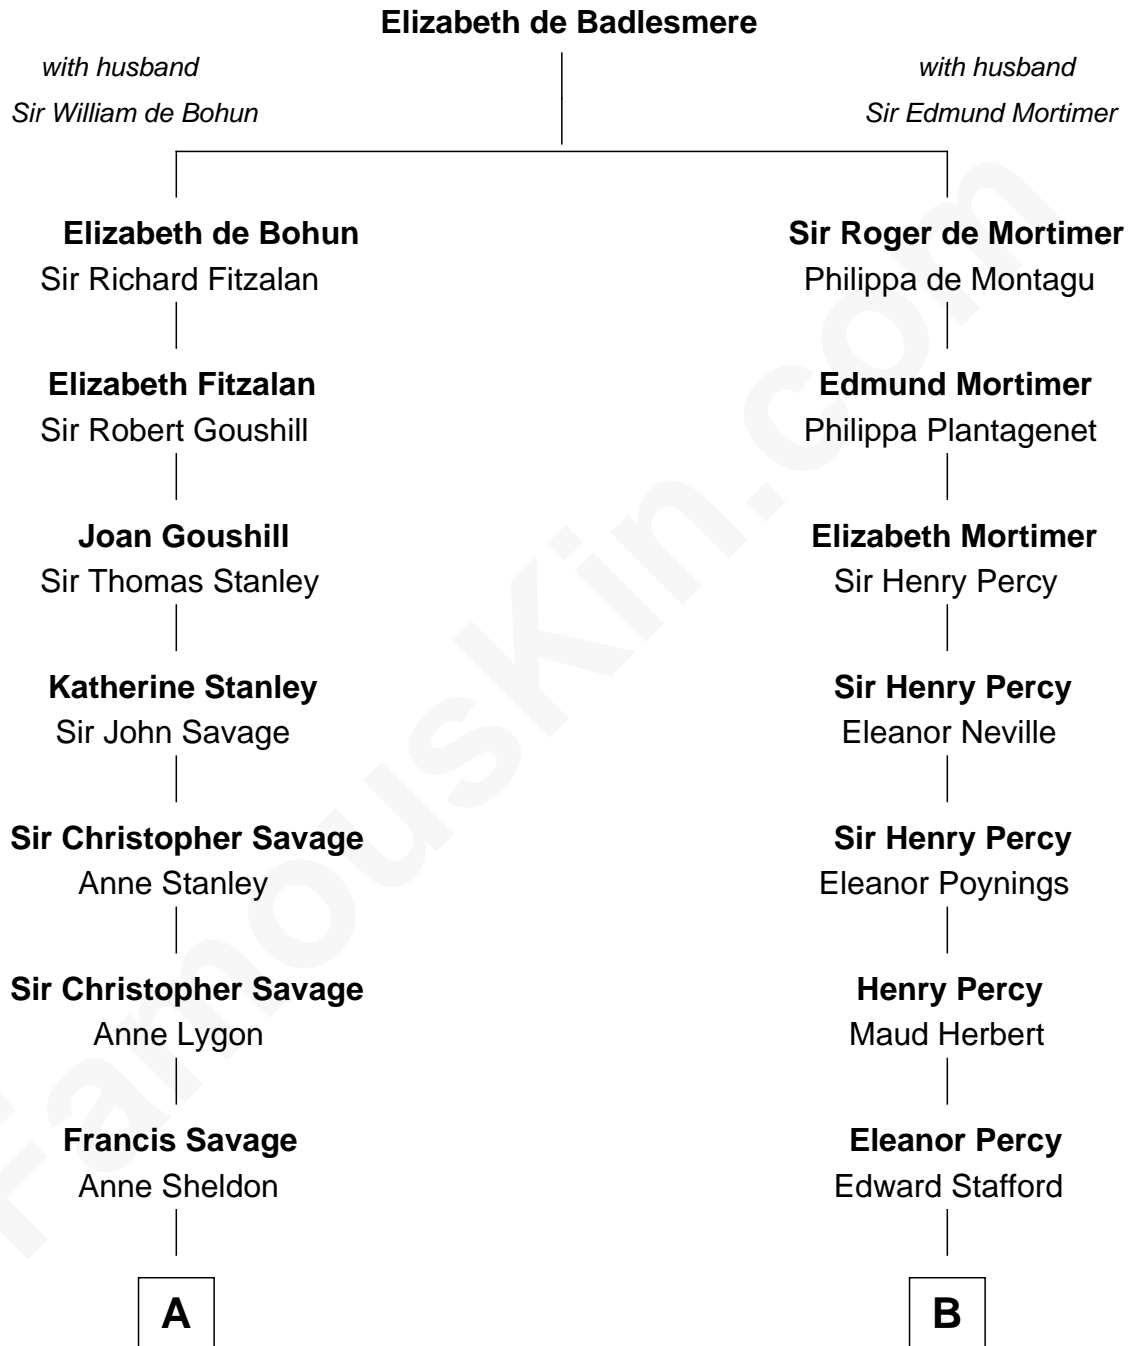 Elizabeth de Badlesmere
with husband
Sir William de Bohun
with husband
Sir Edmund Mortimer
Elizabeth de Bohun
Sir Richard Fitzalan
Sir Roger de Mortimer
Philippa de Montagu
Elizabeth Fitzalan
Sir Robert Goushill
Edmund Mortimer
Philippa Plantagenet
Joan Goushill
Sir Thomas Stanley
Elizabeth Mortimer
Sir Henry Percy
Katherine Stanley
Sir John Savage
Sir Henry Percy
Eleanor Neville
Sir Christopher Savage
Anne Stanley
Sir Henry Percy
Eleanor Poynings
Sir Christopher Savage
Anne Lygon
Henry Percy
Maud Herbert
Francis Savage
Anne Sheldon
Eleanor Percy
Edward Stafford
A
B
FamousKin.com